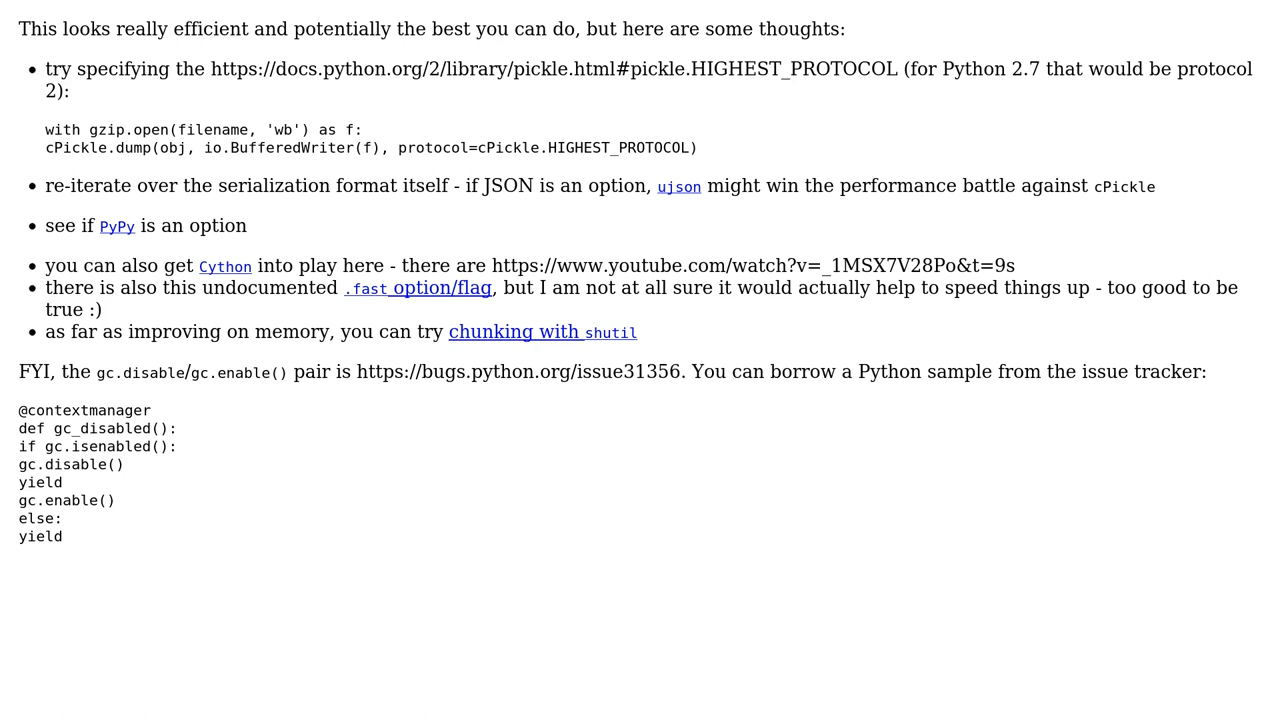 This looks really efficient and potentially the best you can do, but here are some thoughts:
• try specifying the https://docs.python.org/2/library/pickle.html#pickle.HIGHEST_PROTOCOL (for Python 2.7 that would be protocol
2):
with gzip.open(filename, 'wb') as f:
cPickle.dump(obj, io.BufferedWriter(f), protocol=cPickle.HIGHEST_PROTOCOL)
• re-iterate over the serialization format itself - if JSON is an option, ujson might win the performance battle against cPickle
• see if PyPy is an option
• you can also get Cython into play here - there are https://www.youtube.com/watch?v=_1MSX7V28Po&t=9s
• there is also this undocumented .fast option/flag, but I am not at all sure it would actually help to speed things up - too good to be
true :)
• as far as improving on memory, you can try chunking with shutil
FYI, the gc.disable/gc.enable() pair is https://bugs.python.org/issue31356. You can borrow a Python sample from the issue tracker:
@contextmanager
def gc_disabled():
if gc.isenabled():
gc.disable()
yield
gc.enable()
else:
yield